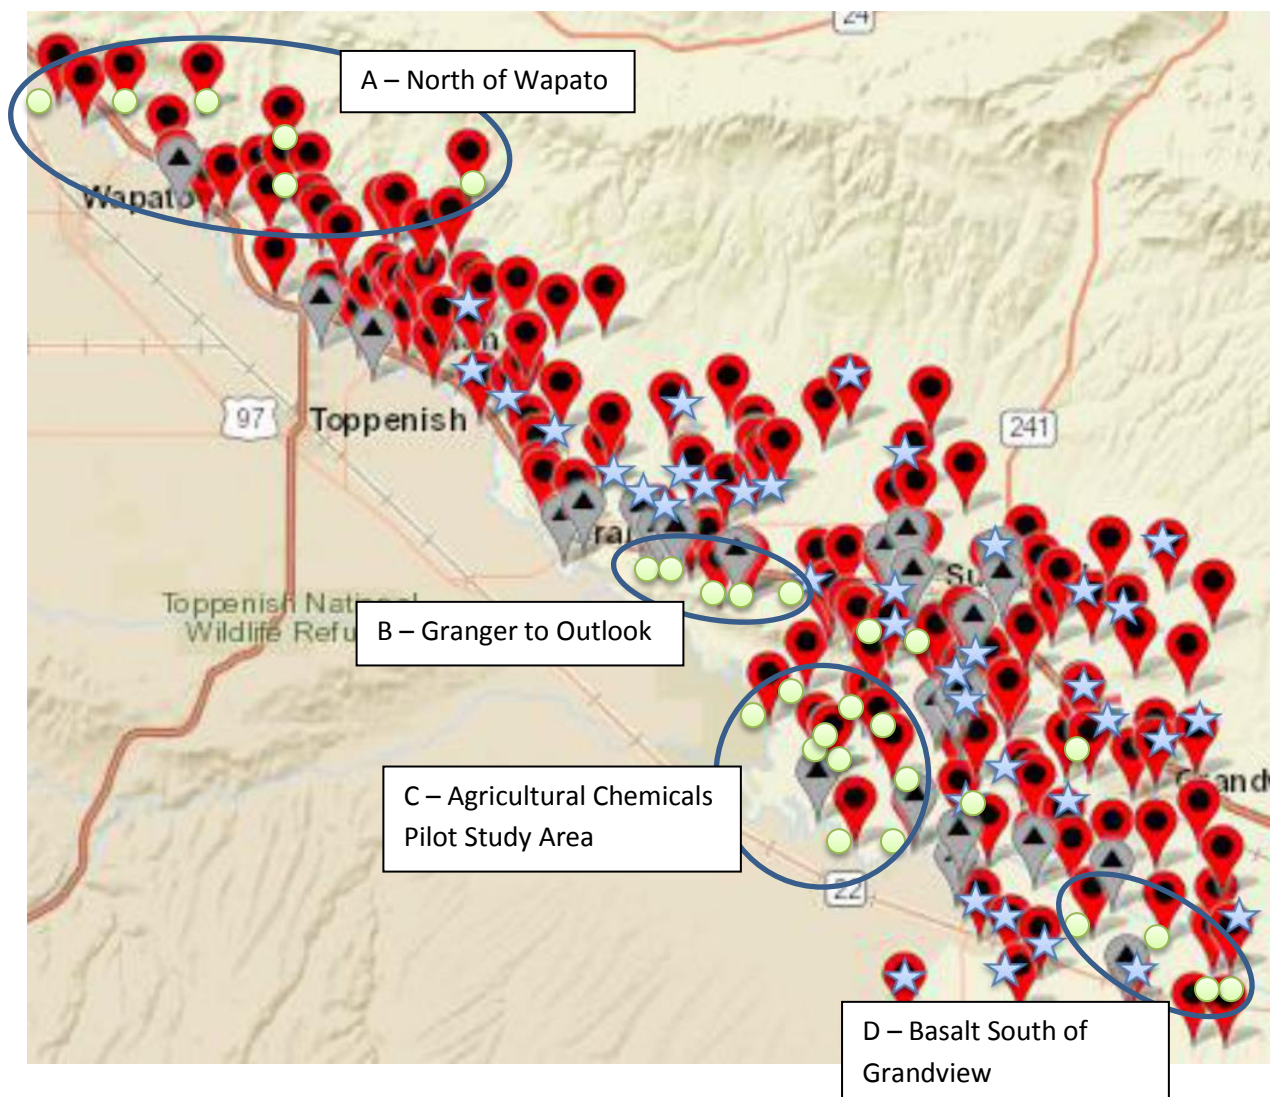 24
A – North of Wapato
Wapato
97
Toppenish
241
Toppenish National
Wildlife Refu
B – Granger to Outlook
C – Agricultural Chemicals
Pilot Study Area
22
D – Basalt South of
Grandview